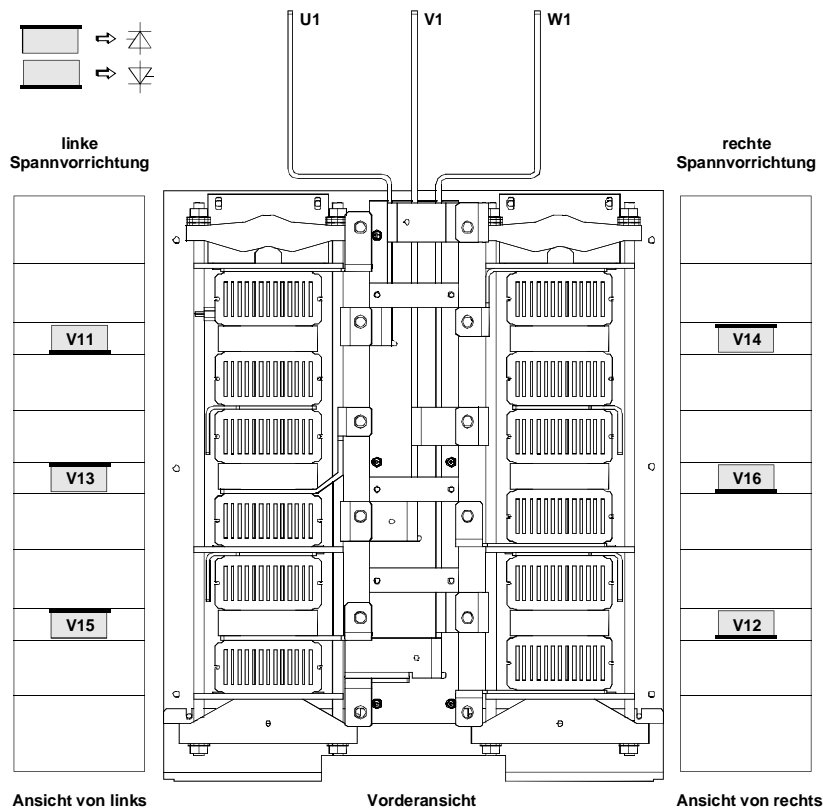 U1
V1
W1
linke
Spannvorrichtung
rechte
Spannvorrichtung
V11
V14
V13
V16
V15
V12
Ansicht von links
Vorderansicht
Ansicht von rechts